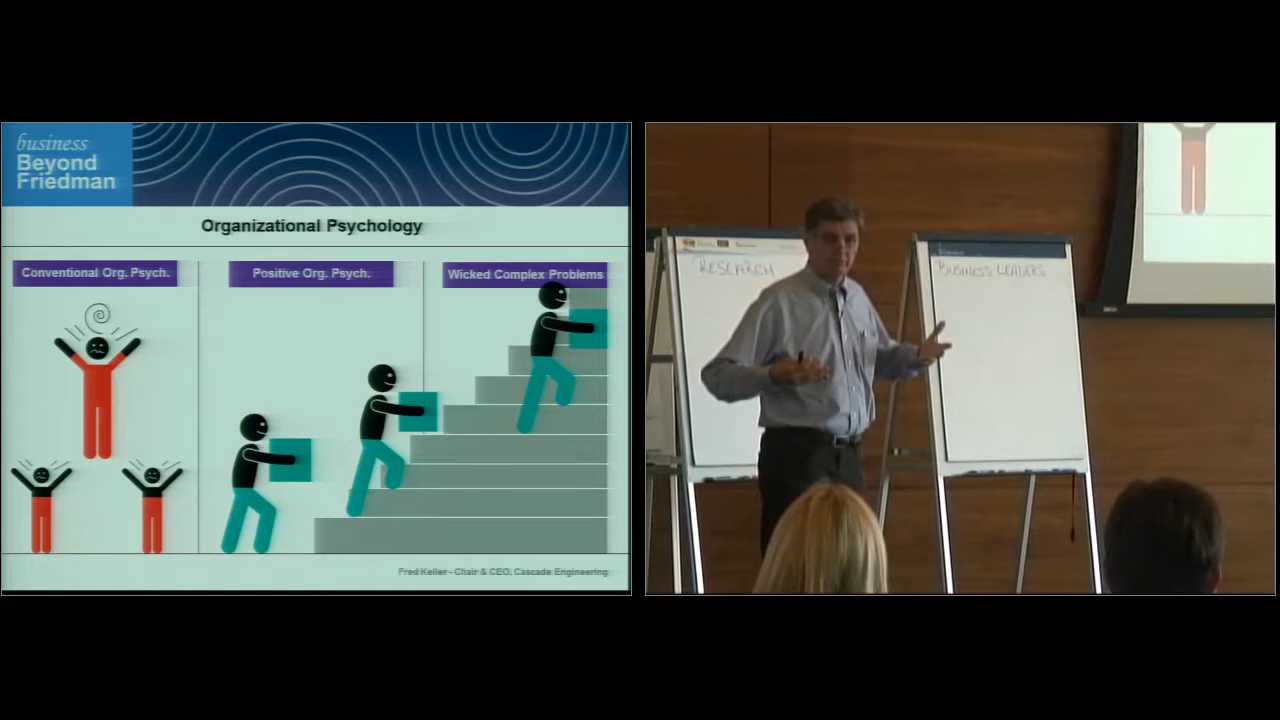 business
Beyond
Friedman
Organizational Psychology
Conventional Org. Psych.
Positive Org. Psych.
Wicked Complex Problems
Fred Keller - Chair & CEO, Cascade Engineering
RESEARCH
BUSINESS LEADERS